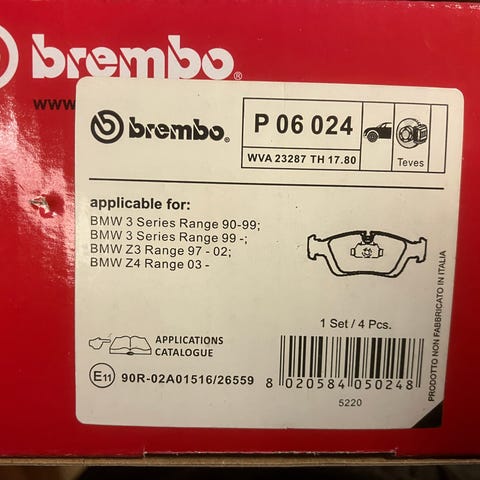 brembo®
www.
brembo®
P 06 024
WVA 23287 TH 17.80
Teves
applicable for:
BMW 3 Series Range 90-99;
BMW 3 Series Range 99 -;
BMW Z3 Range 97 - 02;
BMW Z4 Range 03 -
1 Set / 4 Pcs.
APPLICATIONS
CATALOGUE
E11 90R-02A01516/26559
8 020584 050248
5220
PRODOTTO NON FABBRICATO IN ITALIA